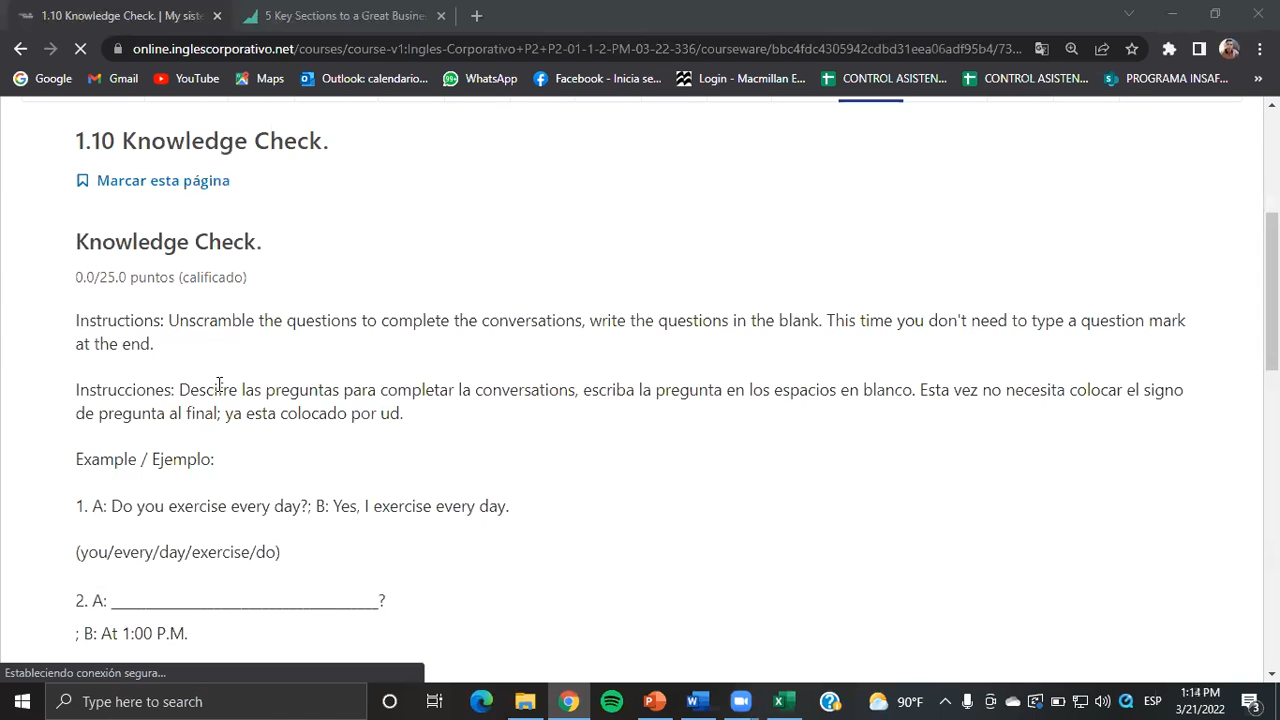 1.10 Knowledge Check. | My siste
5 Key Sections to a Great Busine
online.inglescorporativo.net/courses/course-v1:Ingles-Corporativo+P2+P2-01-1-2-PM-03-22-336/courseware/bbc4fdc4305942cdbd31eea06adf95b4/73...
Google
Gmail
YouTube
Maps
Outlook: calendario...
WhatsApp
Facebook - Inicia se...
Login - Macmillan E...
CONTROL ASISTEN...
CONTROL ASISTEN...
PROGRAMA INSAF...
»
1.10 Knowledge Check.
Marcar esta página
Knowledge Check.
0.0/25.0 puntos (calificado)
Instructions: Unscramble the questions to complete the conversations, write the questions in the blank. This time you don't need to type a question mark
at the end.
Instrucciones: Descifre las preguntas para completar la conversations, escriba la pregunta en los espacios en blanco. Esta vez no necesita colocar el signo
de pregunta al final; ya esta colocado por ud.
Example / Ejemplo:
1. A: Do you exercise every day?; B: Yes, I exercise every day.
(you/every/day/exercise/do)
2. A: ______________________________?
; B: At 1:00 P.M.
Estableciendo conexión segura...
Type here to search
90°F
ESP
1:14 PM
3/21/2022
3